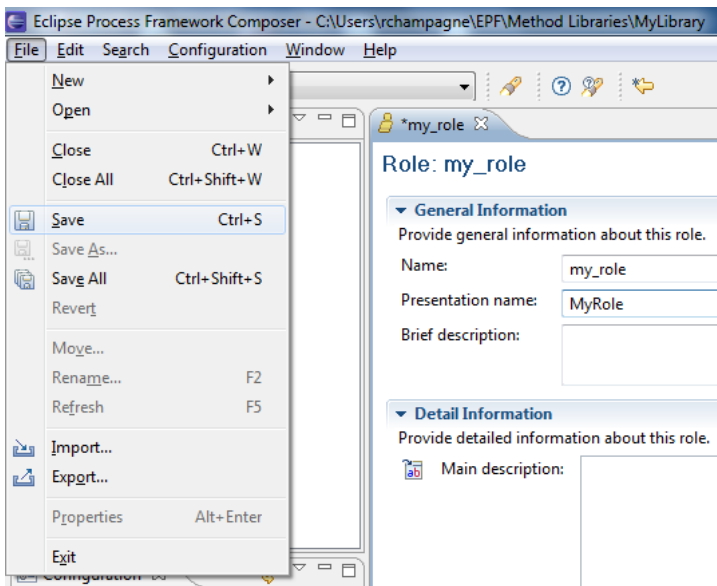 Eclipse Process Framework Composer - C:\Users\rchampagne\EPF\Method Libraries\MyLibrary
File Edit Search Configuration Window Help
New
Open
Close Ctrl+W
Close All Ctrl+Shift+W
Save Ctrl+S
Save As...
Save All Ctrl+Shift+S
Revert
Move...
Rename... F2
Refresh F5
Import...
Export...
Properties Alt+Enter
Exit
Configuration
*my_role
Role: my_role
General Information
Provide general information about this role.
Name: my_role
Presentation name: MyRole
Brief description:
Detail Information
Provide detailed information about this role.
Main description: